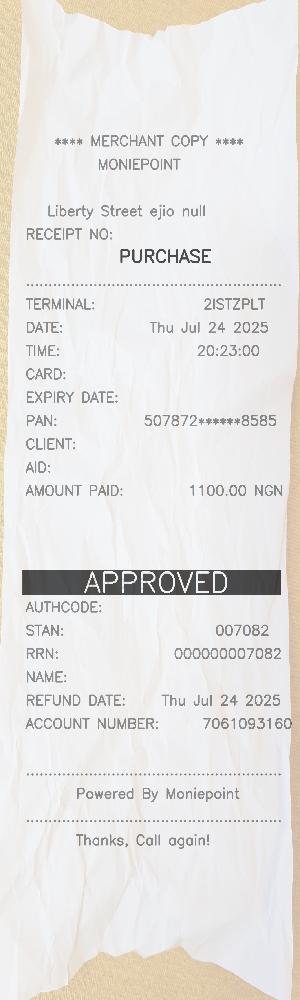 **** MERCHANT COPY ****
MONIEPOINT
Liberty Street ejio null
RECEIPT NO:
PURCHASE
TERMINAL: 2ISTZPLT
DATE: Thu Jul 24 2025
TIME: 20:23:00
CARD:
EXPIRY DATE:
PAN: 507872******8585
CLIENT:
AID:
AMOUNT PAID: 1100.00 NGN
APPROVED
AUTHCODE:
STAN: 007082
RRN: 000000007082
NAME:
REFUND DATE: Thu Jul 24 2025
ACCOUNT NUMBER: 7061093160
Powered By Moniepoint
Thanks, Call again!